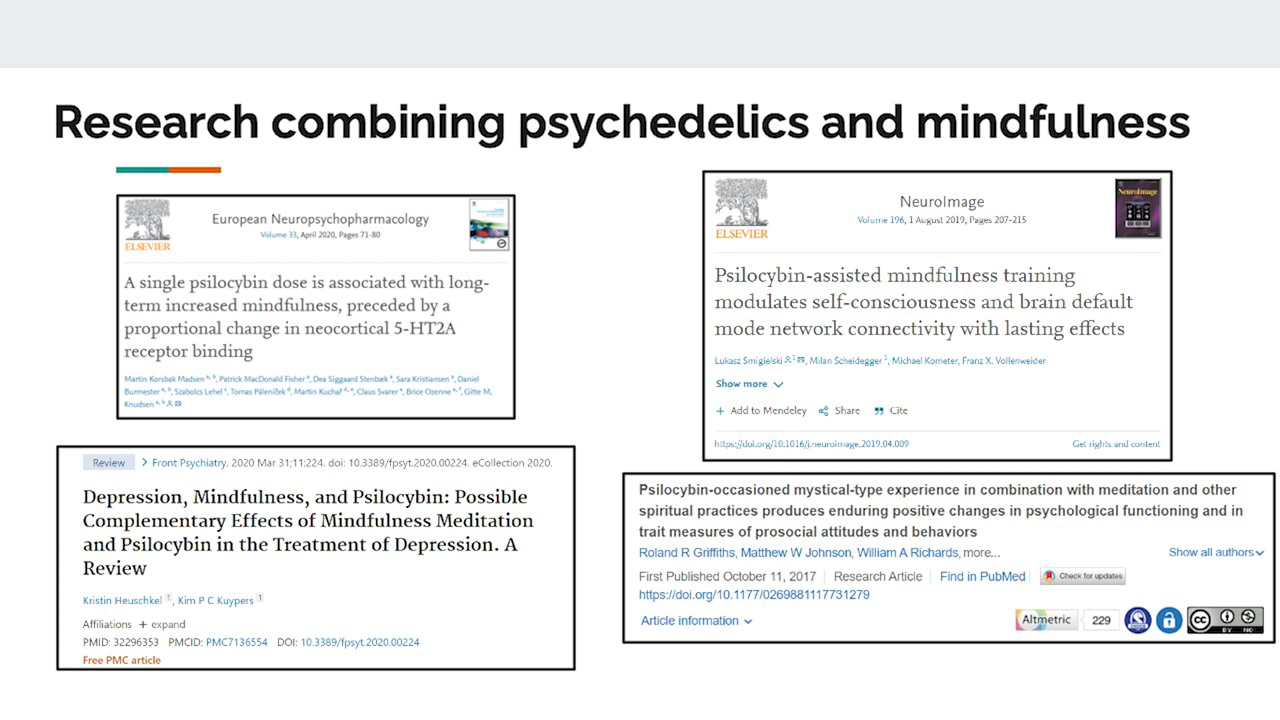 Research combining psychedelics and mindfulness
ELSEVIER
European Neuropsychopharmacology
Volume 33, April 2020, Pages 71-80
A single psilocybin dose is associated with long-
term increased mindfulness, preceded by a
proportional change in neocortical 5-HT2A
receptor binding
Martin Korsbak Madsen a, b, Patrick MacDonald Fisher a, Dea Siggaard Stenbæk a, Sara Kristiansen a, Daniel
Burmester a, b, Szabolcs Lehel c, Tomas Páleníček d, Martin Kuchař d, e, Claus Svarer a, Brice Ozenne a, f, Gitte M.
Knudsen a, b
ELSEVIER
NeuroImage
Volume 196, 1 August 2019, Pages 207-215
NeuroImage
Psilocybin-assisted mindfulness training
modulates self-consciousness and brain default
mode network connectivity with lasting effects
Lukasz Smigielski 1, Milan Scheidegger 1, Michael Kometer, Franz X. Vollenweider
Show more
+ Add to Mendeley Share Cite
https://doi.org/10.1016/j.neuroimage.2019.04.009 Get rights and content
Review > Front Psychiatry. 2020 Mar 31;11:224. doi: 10.3389/fpsyt.2020.00224. eCollection 2020.
Depression, Mindfulness, and Psilocybin: Possible
Complementary Effects of Mindfulness Meditation
and Psilocybin in the Treatment of Depression. A
Review
Kristin Heuschkel 1, Kim P C Kuypers 1
Affiliations + expand
PMID: 32296353 PMCID: PMC7136554 DOI: 10.3389/fpsyt.2020.00224
Free PMC article
Psilocybin-occasioned mystical-type experience in combination with meditation and other
spiritual practices produces enduring positive changes in psychological functioning and in
trait measures of prosocial attitudes and behaviors
Roland R Griffiths, Matthew W Johnson, William A Richards, more... Show all authors
First Published October 11, 2017 Research Article Find in PubMed Check for updates
https://doi.org/10.1177/0269881117731279
Article information Altmetric 229 CC BY NC